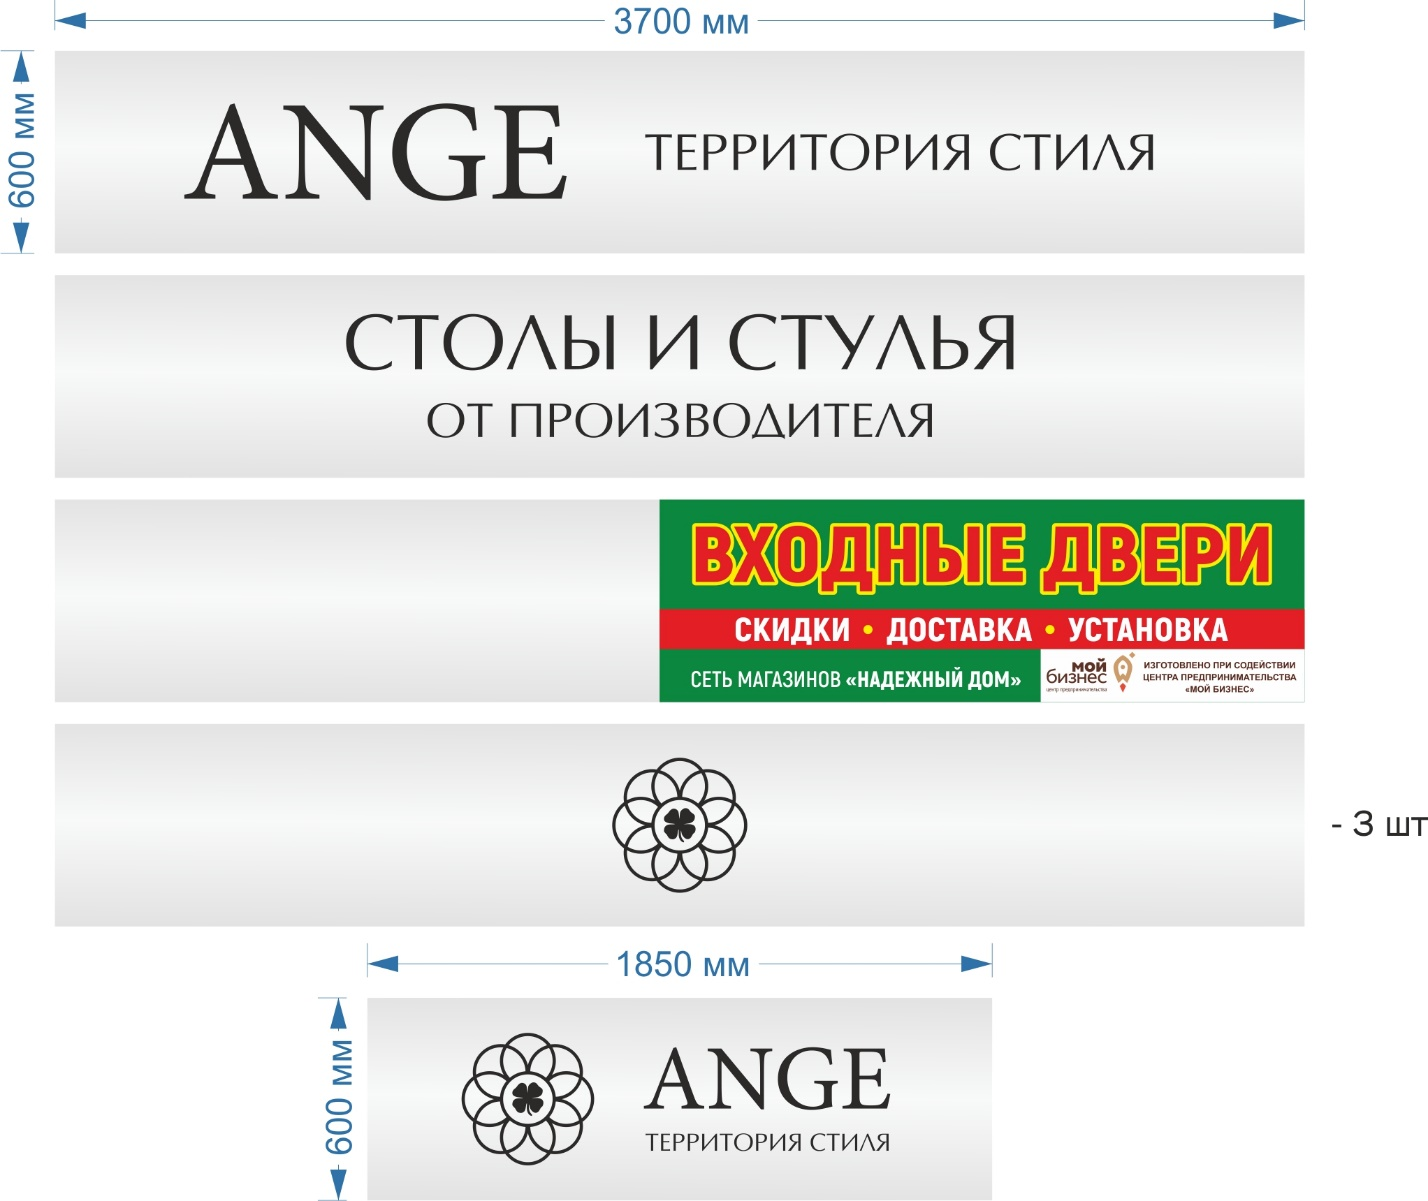 3700 мм
600 мм
ANGE ТЕРРИТОРИЯ СТИЛЯ
СТОЛЫ И СТУЛЬЯ
ОТ ПРОИЗВОДИТЕЛЯ
ВХОДНЫЕ ДВЕРИ
СКИДКИ • ДОСТАВКА • УСТАНОВКА
СЕТЬ МАГАЗИНОВ «НАДЕЖНЫЙ ДОМ»
МОЙ
бизнес
центр предпринимательства
ИЗГОТОВЛЕНО ПРИ СОДЕЙСТВИИ
ЦЕНТРА ПРЕДПРИНИМАТЕЛЬСТВА
«МОЙ БИЗНЕС»
- 3 шт
1850 мм
600 мм
ANGE
ТЕРРИТОРИЯ СТИЛЯ